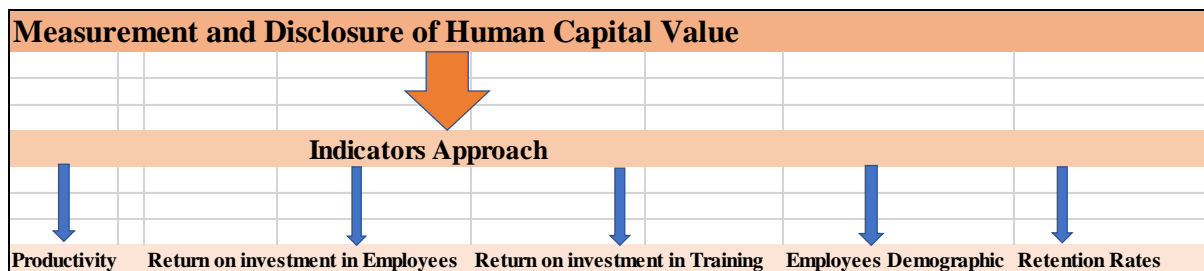 Measurement and Disclosure of Human Capital Value
Indicators Approach
Productivity Return on investment in Employees Return on investment in Training Employees Demographic Retention Rates